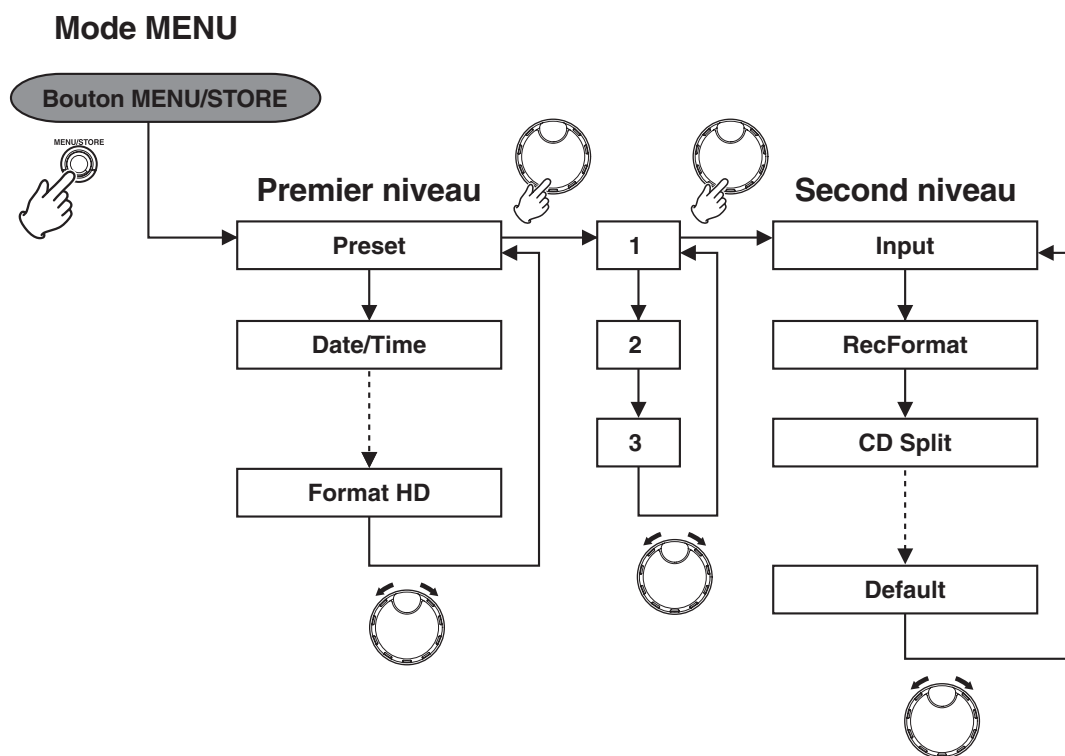 Mode MENU
Bouton MENU/STORE
MENU/STORE
Premier niveau
Second niveau
Preset
1
Input
Date/Time
2
RecFormat
3
CD Split
Format HD
Default